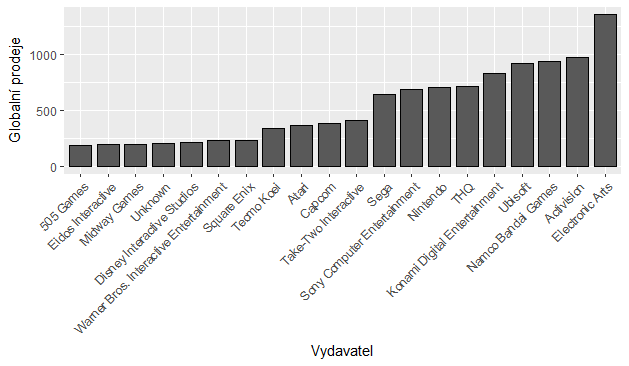 Globalní prodeje
1000
500
0
505 Games
Eidos Interactive
Midway Games
Unknown
Disney Interactive Studios
Warner Bros. Interactive Entertainment
Square Enix
Tecmo Koei
Atari
Capcom
Take-Two Interactive
Sega
Sony Computer Entertainment
Nintendo
THQ
Konami Digital Entertainment
Ubisoft
Namco Bandai Games
Activision
Electronic Arts
Vydavatel